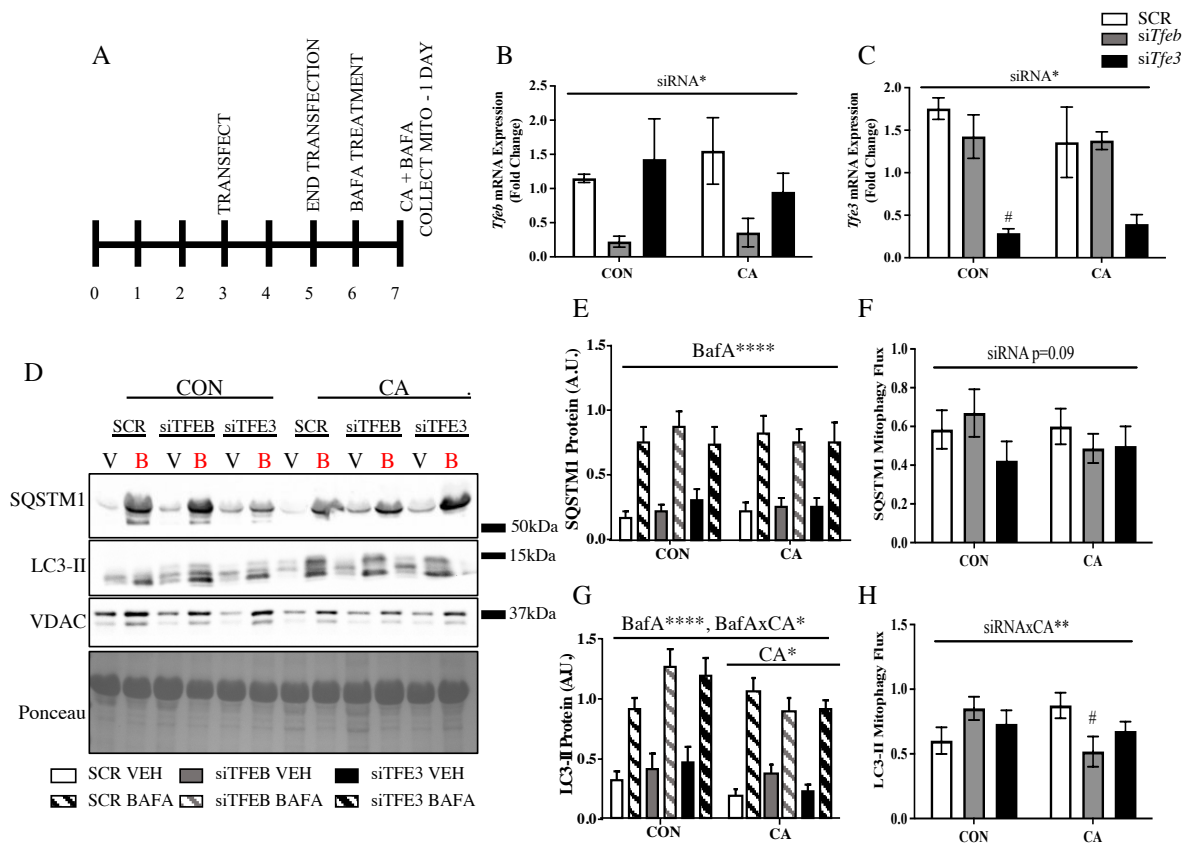 SCR
siTfeb
siTfe3
A
TRANSFECT
END TRANSFECTION
BAFA TREATMENT
CA + BAFA
COLLECT MITO - 1 DAY
0 1 2 3 4 5 6 7
B
siRNA*
Tfeb mRNA Expression
(Fold Change)
2.5
2.0
1.5
1.0
0.5
0.0
CON CA
C
siRNA*
Tfe3 mRNA Expression
(Fold Change)
2.0
1.5
1.0
0.5
0.0
#
CON CA
D
CON CA .
SCR siTFEB siTFE3 SCR siTFEB siTFE3
V B V B V B V B V B V B
SQSTM1
50kDa
LC3-II
15kDa
VDAC
37kDa
Ponceau
SCR VEH siTFEB VEH siTFE3 VEH
SCR BAFA siTFEB BAFA siTFE3 BAFA
E
BafA****
SQSTM1 Protein (A.U.)
1.5
1.0
0.5
0.0
CON CA
F
siRNA p=0.09
SQSTM1 Mitophagy Flux
1.0
0.8
0.6
0.4
0.2
0.0
CON CA
G
BafA****, BafAxCA*
CA*
LC3-II Protein (A.U.)
1.5
1.0
0.5
0.0
CON CA
H
siRNAxCA**
LC3-II Mitophagy Flux
1.5
1.0
0.5
0.0
#
CON CA